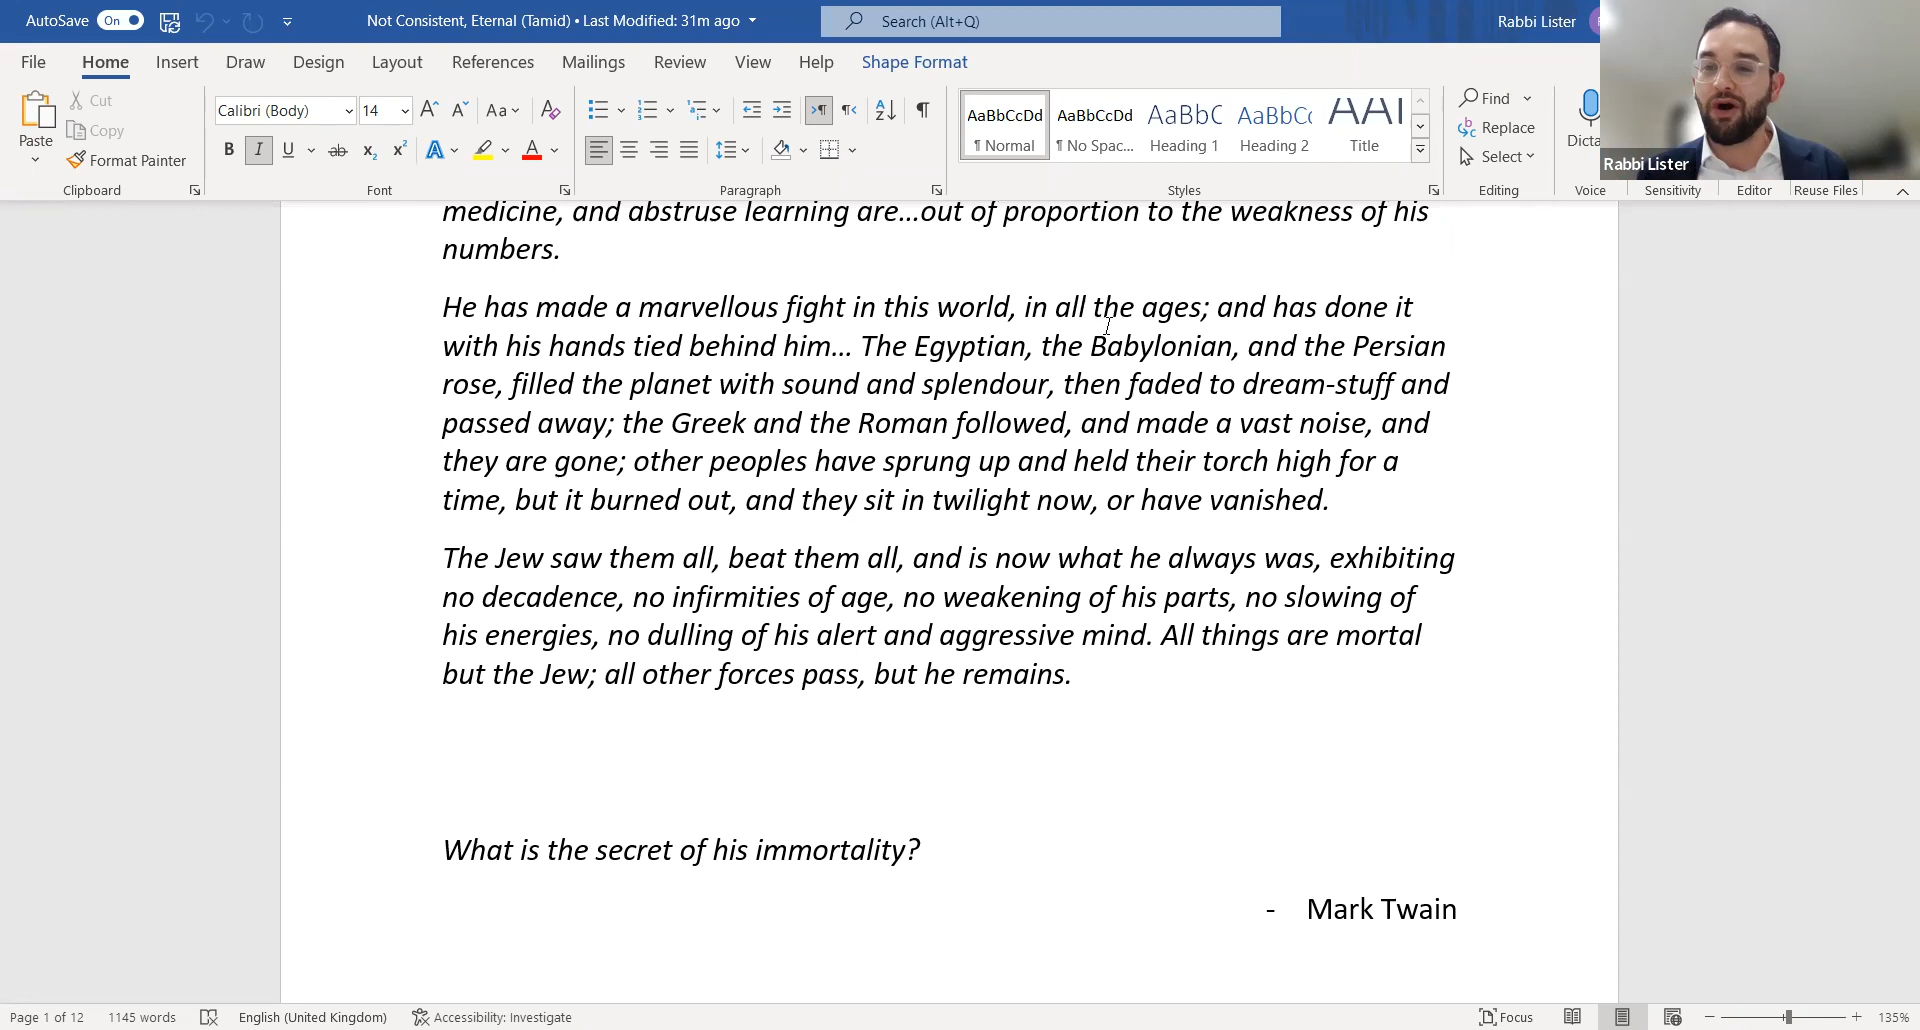 AutoSave On Not Consistent, Eternal (Tamid) • Last Modified: 31m ago Search (Alt+Q) Rabbi Lister
File Home Insert Draw Design Layout References Mailings Review View Help Shape Format
Paste Cut Copy Format Painter
Calibri (Body) 14 Aa
B I U ab x₂ x² A A
AaBbCcDd AaBbCcDd AaBbC AaBbCc AAI
¶ Normal ¶ No Spac... Heading 1 Heading 2 Title
Find Replace Select
Dicta
Rabbi Lister
Clipboard Font Paragraph Styles Editing Voice Sensitivity Editor Reuse Files
medicine, and abstruse learning are...out of proportion to the weakness of his
numbers.
He has made a marvellous fight in this world, in all the ages; and has done it
with his hands tied behind him... The Egyptian, the Babylonian, and the Persian
rose, filled the planet with sound and splendour, then faded to dream-stuff and
passed away; the Greek and the Roman followed, and made a vast noise, and
they are gone; other peoples have sprung up and held their torch high for a
time, but it burned out, and they sit in twilight now, or have vanished.
The Jew saw them all, beat them all, and is now what he always was, exhibiting
no decadence, no infirmities of age, no weakening of his parts, no slowing of
his energies, no dulling of his alert and aggressive mind. All things are mortal
but the Jew; all other forces pass, but he remains.
What is the secret of his immortality?
- Mark Twain
Page 1 of 12 1145 words English (United Kingdom) Accessibility: Investigate Focus 135%